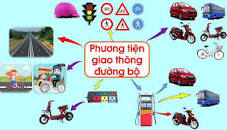 Phương tiện
giao thông
đường bộ